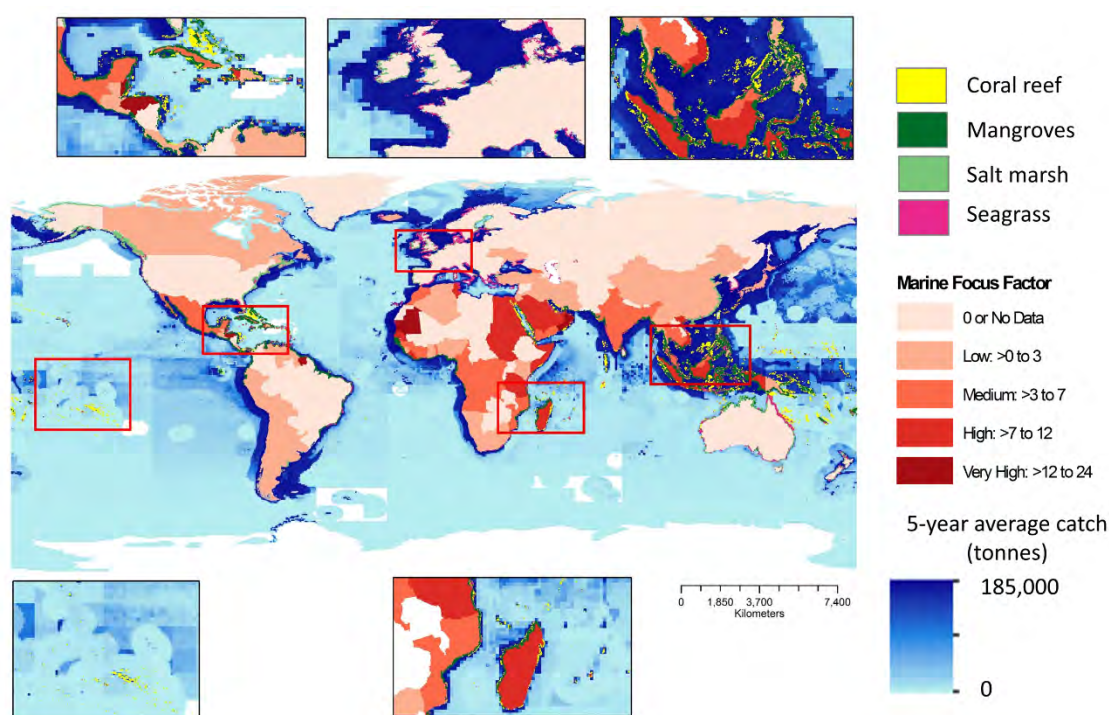 Coral reef
Mangroves
Salt marsh
Seagrass
Marine Focus Factor
0 or No Data
Low: >0 to 3
Medium: >3 to 7
High: >7 to 12
Very High: >12 to 24
5-year average catch
(tonnes)
185,000
0
0 1,850 3,700 7,400
Kilometers